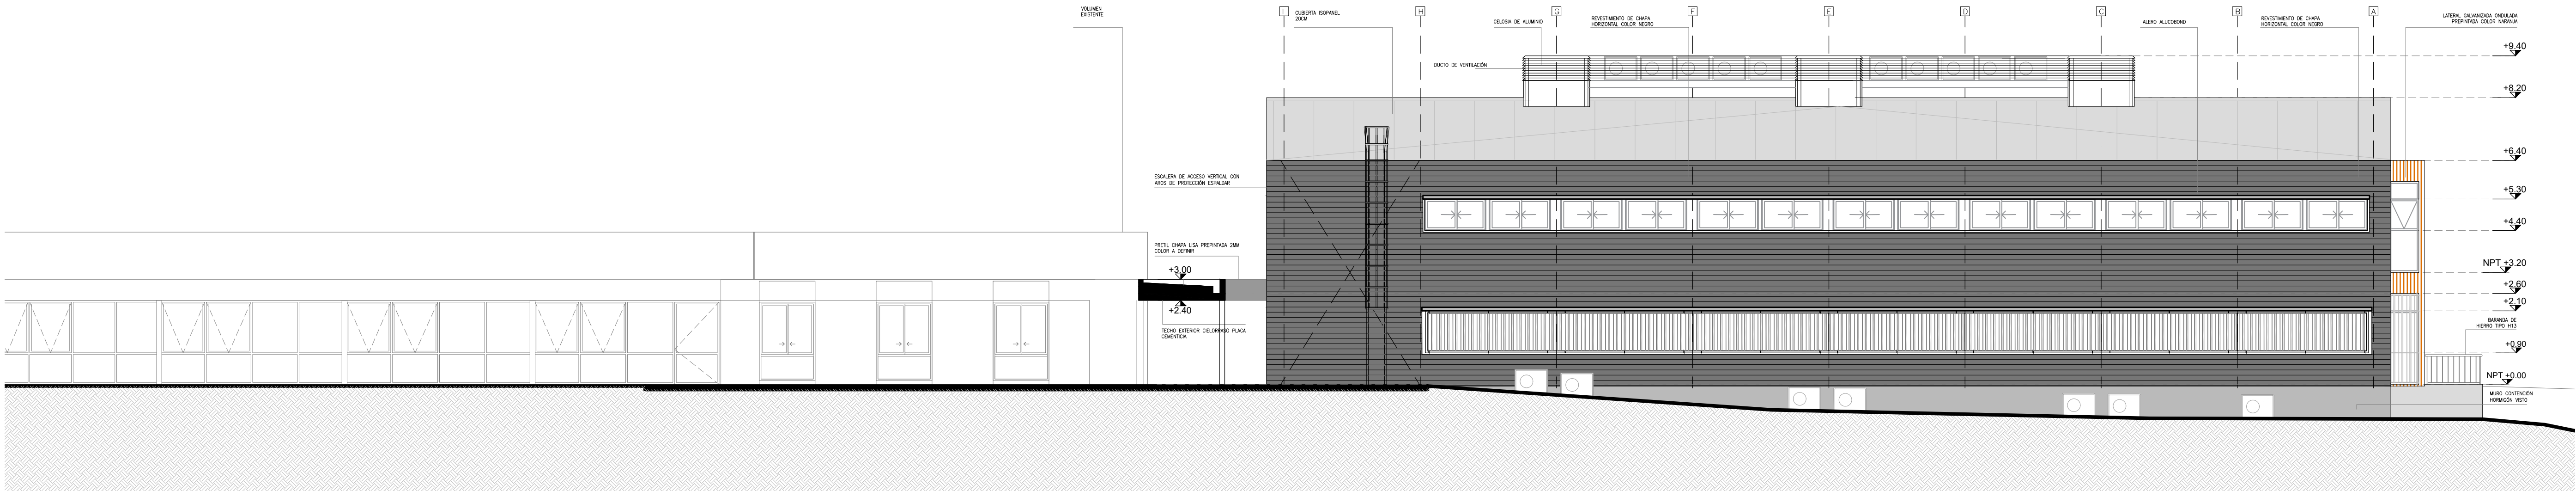 VOLUMEN
EXISTENTE
I
CUBIERTA ISOPANEL
20CM
H
CELOSIA DE ALUMINIO
G
REVESTIMIENTO DE CHAPA
HORIZONTAL COLOR NEGRO
F
E
D
C
ALERO ALUCOBOND
B
REVESTIMIENTO DE CHAPA
HORIZONTAL COLOR NEGRO
A
LATERAL GALVANIZADA ONDULADA
PREPINTADA COLOR NARANJA
+9.40
DUCTO DE VENTILACIÓN
+8.20
+6.40
ESCALERA DE ACCESO VERTICAL CON
AROS DE PROTECCIÓN ESPALDAR
+5.30
+4.40
PRETIL CHAPA LISA PREPINTADA 2MM
COLOR A DEFINIR
NPT +3.20
+3.00
+2.60
+2.40
+2.10
TECHO EXTERIOR CIELORRASO PLACA
CEMENTICIA
BARANDA DE
HIERRO TIPO H13
+0.90
NPT +0.00
MURO CONTENCIÓN
HORMIGÓN VISTO